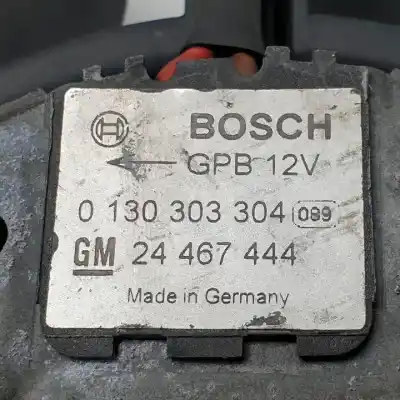 BOSCH
GPB 12V
0 130 303 304 089
GM 24 467 444
Made in Germany